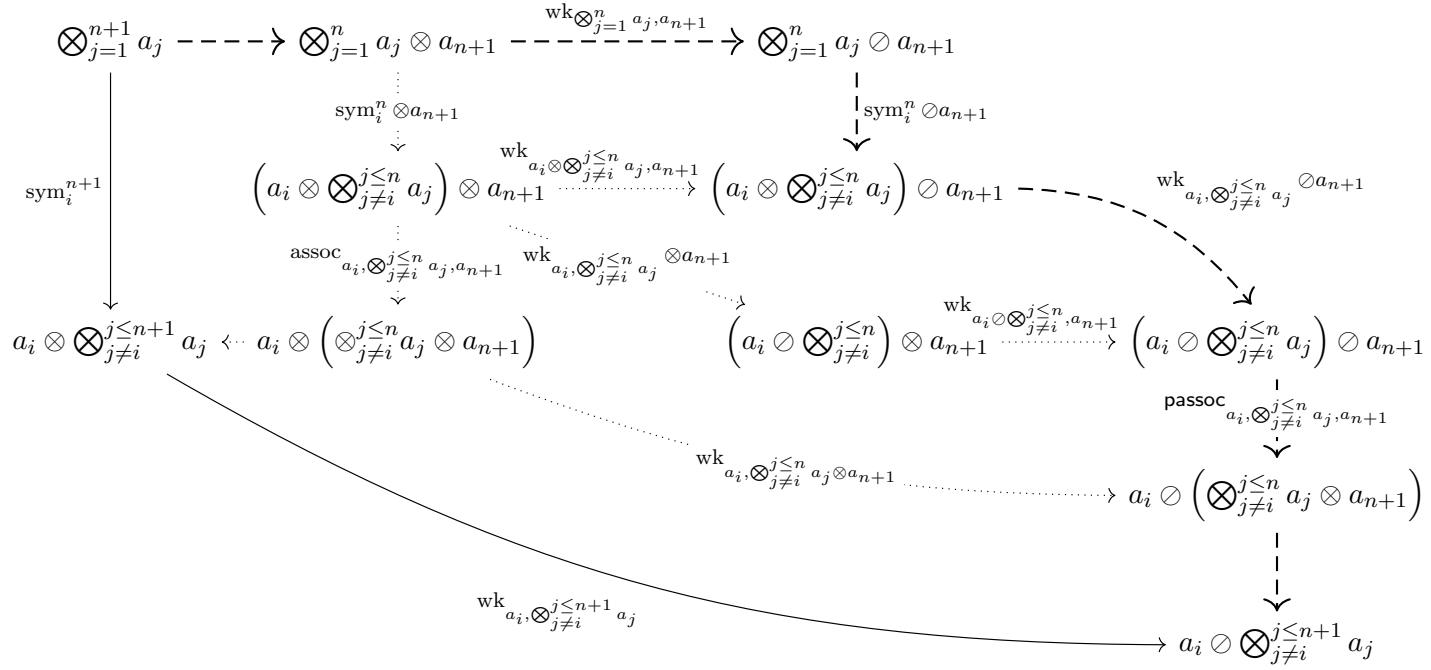 ⨂_{j=1}^{n+1} a_j
⨂_{j=1}^{n} a_j ⊗ a_{n+1}
wk_{⨂_{j=1}^{n} a_j, a_{n+1}}
⨂_{j=1}^{n} a_j ⊘ a_{n+1}
sym_i^n ⊗a_{n+1}
sym_i^n ⊘a_{n+1}
sym_i^{n+1}
(a_i ⊗ ⨂_{j≠i}^{j≤n} a_j) ⊗ a_{n+1}
wk_{a_i⊗⨂_{j≠i}^{j≤n} a_j, a_{n+1}}
(a_i ⊗ ⨂_{j≠i}^{j≤n} a_j) ⊘ a_{n+1}
wk_{a_i, ⨂_{j≠i}^{j≤n} a_j} ⊘a_{n+1}
assoc_{a_i, ⨂_{j≠i}^{j≤n} a_j, a_{n+1}}
wk_{a_i, ⨂_{j≠i}^{j≤n} a_j} ⊗a_{n+1}
a_i ⊗ ⨂_{j≠i}^{j≤n+1} a_j
a_i ⊗ (⊗_{j≠i}^{j≤n} a_j ⊗ a_{n+1})
(a_i ⊘ ⨂_{j≠i}^{j≤n}) ⊗ a_{n+1}
wk_{a_i⊘⨂_{j≠i}^{j≤n}, a_{n+1}}
(a_i ⊘ ⨂_{j≠i}^{j≤n} a_j) ⊘ a_{n+1}
passoc_{a_i, ⨂_{j≠i}^{j≤n} a_j, a_{n+1}}
wk_{a_i, ⨂_{j≠i}^{j≤n} a_j⊗a_{n+1}}
a_i ⊘ (⨂_{j≠i}^{j≤n} a_j ⊗ a_{n+1})
wk_{a_i, ⨂_{j≠i}^{j≤n+1} a_j}
a_i ⊘ ⨂_{j≠i}^{j≤n+1} a_j